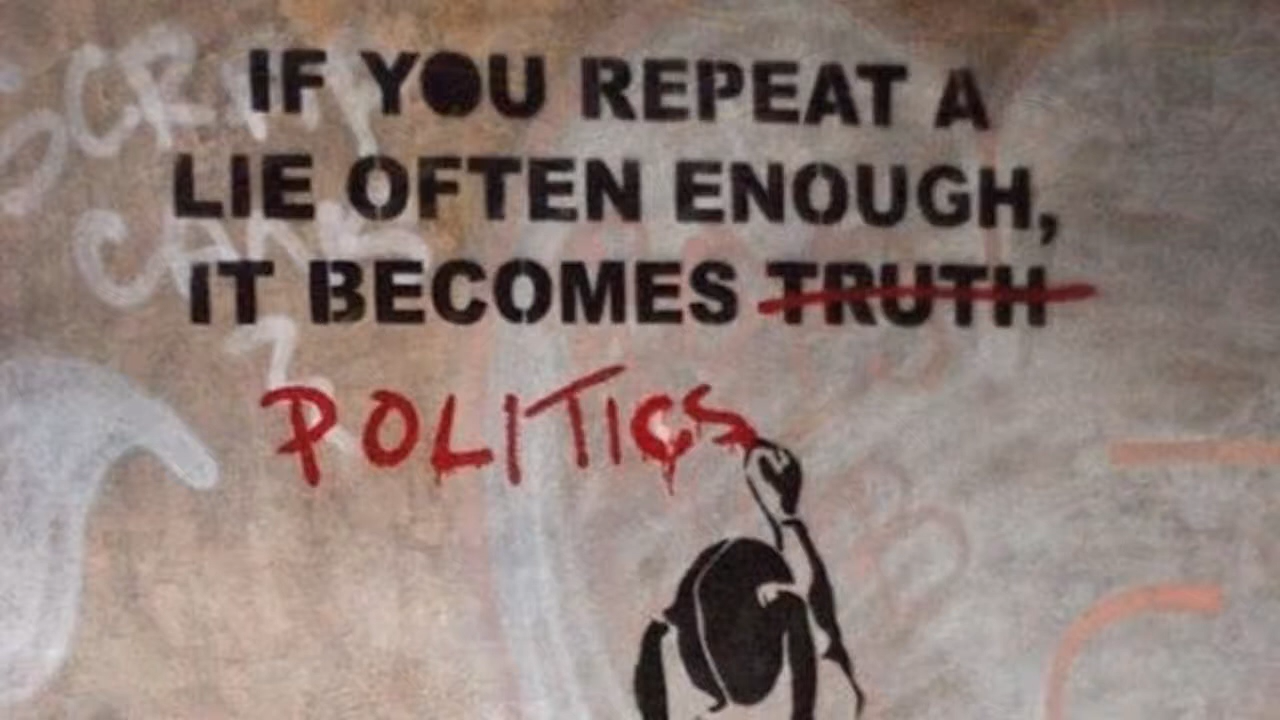 IF YOU REPEAT A
LIE OFTEN ENOUGH,
IT BECOMES TRUTH
POLITICS